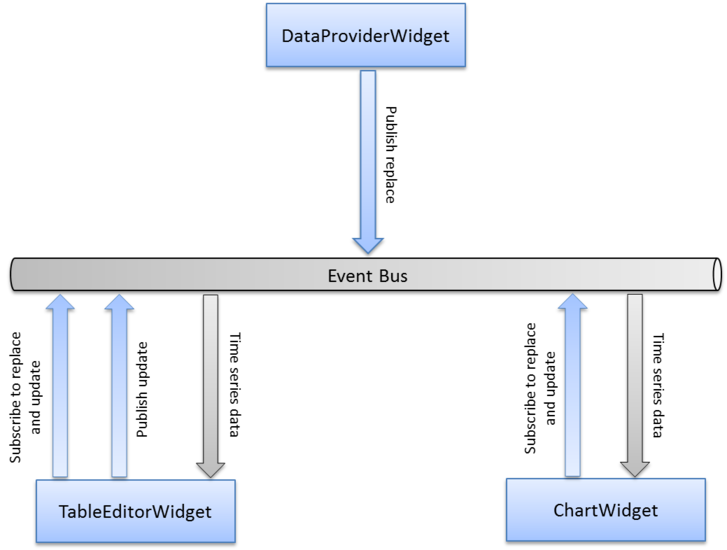 DataProviderWidget
Publish replace
Event Bus
Subscribe to replace
and update
Publish update
Time series data
Subscribe to replace
and update
Time series data
TableEditorWidget
ChartWidget